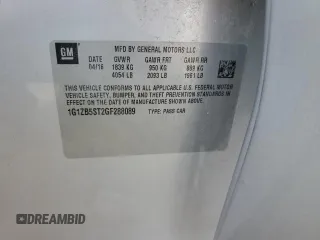 GM
MFD BY GENERAL MOTORS LLC
DATE GVWR GAWR FRT GAWR RR
04/16 1839 KG 950 KG 889 KG
4054 LB 2093 LB 1961 LB
THIS VEHICLE CONFORMS TO ALL APPLICABLE U.S. FEDERAL MOTOR
VEHICLE SAFETY, BUMPER, AND THEFT PREVENTION STANDARDS IN
EFFECT ON THE DATE OF MANUFACTURE SHOWN ABOVE.
1G1ZB5ST2GF288089 TYPE: PASS CAR
DREAMBID